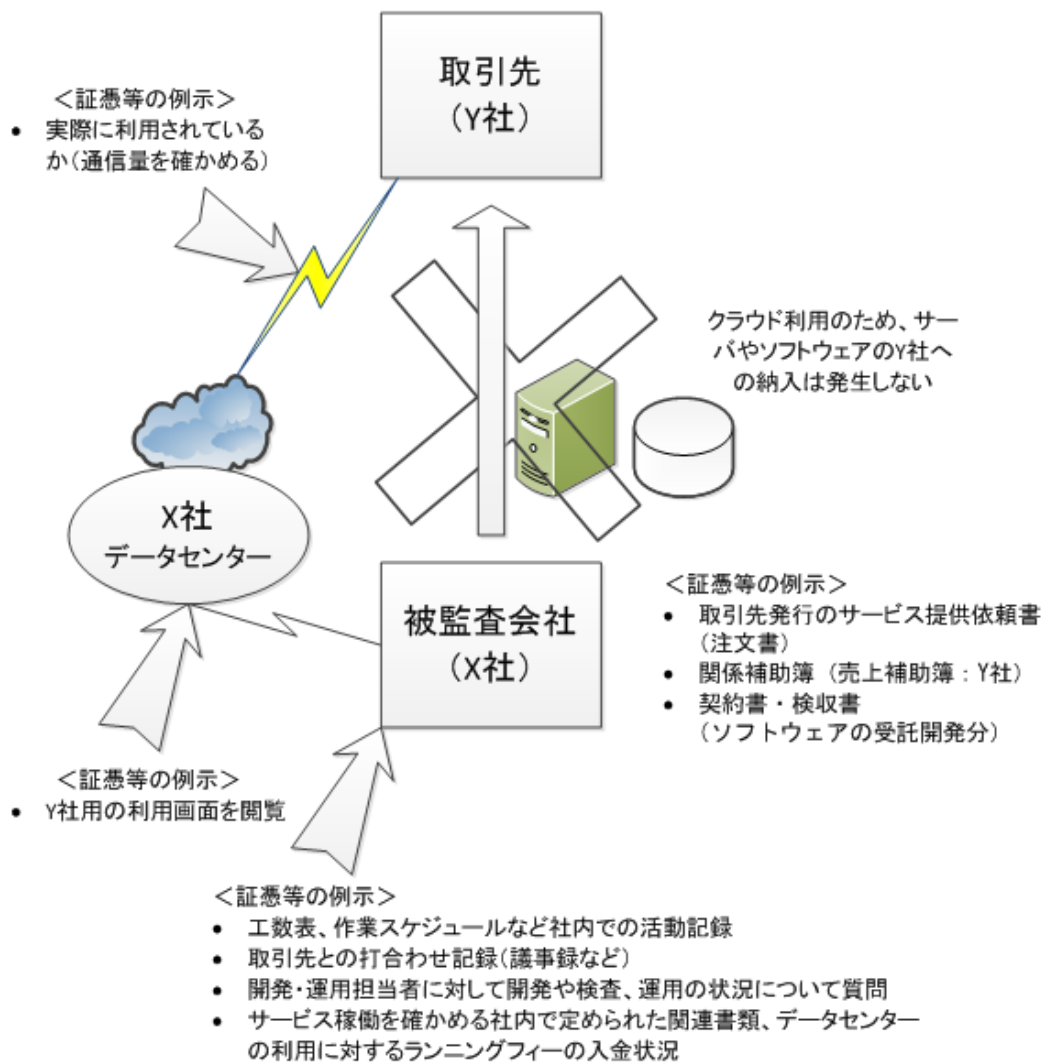 取引先
（Y社）
＜証憑等の例示＞
• 実際に利用されている
か（通信量を確かめる）
クラウド利用のため、サー
バやソフトウェアのY社へ
の納入は発生しない
X社
データセンター
被監査会社
（X社）
＜証憑等の例示＞
• 取引先発行のサービス提供依頼書
（注文書）
• 関係補助簿（売上補助簿：Y社）
• 契約書・検収書
（ソフトウェアの受託開発分）
＜証憑等の例示＞
• Y社用の利用画面を閲覧
＜証憑等の例示＞
• 工数表、作業スケジュールなど社内での活動記録
• 取引先との打合わせ記録（議事録など）
• 開発・運用担当者に対して開発や検査、運用の状況について質問
• サービス稼働を確かめる社内で定められた関連書類、データセンター
の利用に対するランニングフィーの入金状況